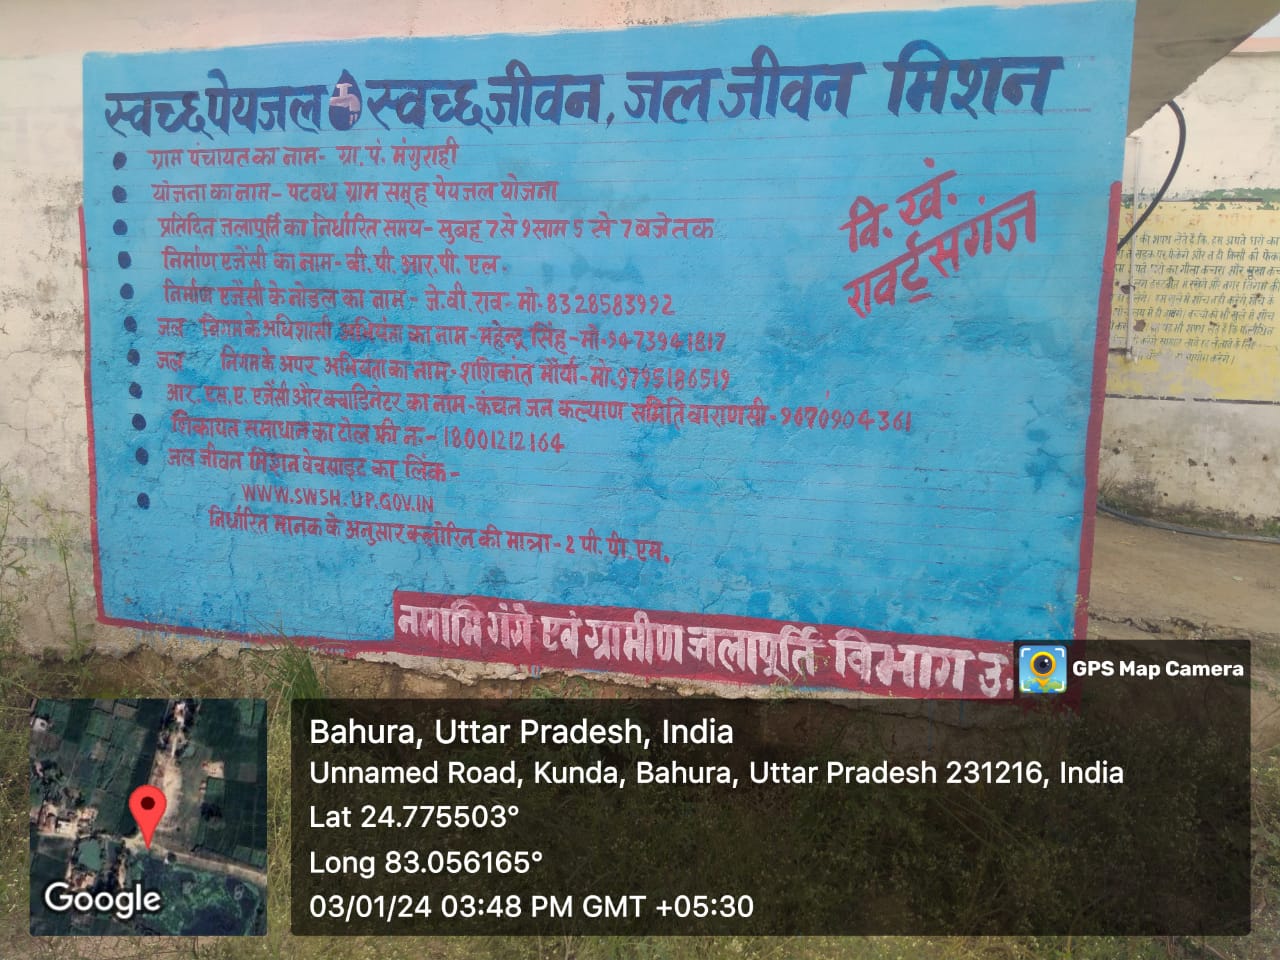 स्वच्छ पेयजल स्वच्छ जीवन, जल जीवन मिशन
ग्राम पंचायत का नाम- ग्रा. पं. मंगुराही
योजना का नाम- पटवध ग्राम समूह पेयजल योजना
प्रतिदिन जलापूर्ति का निर्धारित समय- सुबह 7 से 9 साम 5 से 7 बजे तक
निर्माण एजेंसी का नाम- वी. पी. आर. पी. एल.
निर्माण एजेंसी के नोडल का नाम- जे. वी. राव- मो.- 8328583992
जल निगम के अधिशासी अभियंता का नाम- महेन्द्र सिंह- मो.- 9473941817
जल निगम के अपर अभियंता का नाम- शशिकांत मौर्या- मो. 9795186519
आर. एस. ए. एजेंसी और क्वाडिनेटर का नाम- कंचन जन कल्याण समिति वाराणसी- 9670904361
शिकायत समाधान का टोल फ्री न.- 18001212164
जल जीवन मिशन वेबसाइट का लिंक-
WWW.SWSH.UP.GOV.IN
निर्धारित मानक के अनुसार क्लोरिन की मात्रा- 2 पी. पी. एम.
वि. खं.
रावर्ट्सगंज
नमामि गंगे एवं ग्रामीण जलापूर्ति विभाग उ.
GPS Map Camera
Bahura, Uttar Pradesh, India
Unnamed Road, Kunda, Bahura, Uttar Pradesh 231216, India
Lat 24.775503°
Long 83.056165°
03/01/24 03:48 PM GMT +05:30
Google